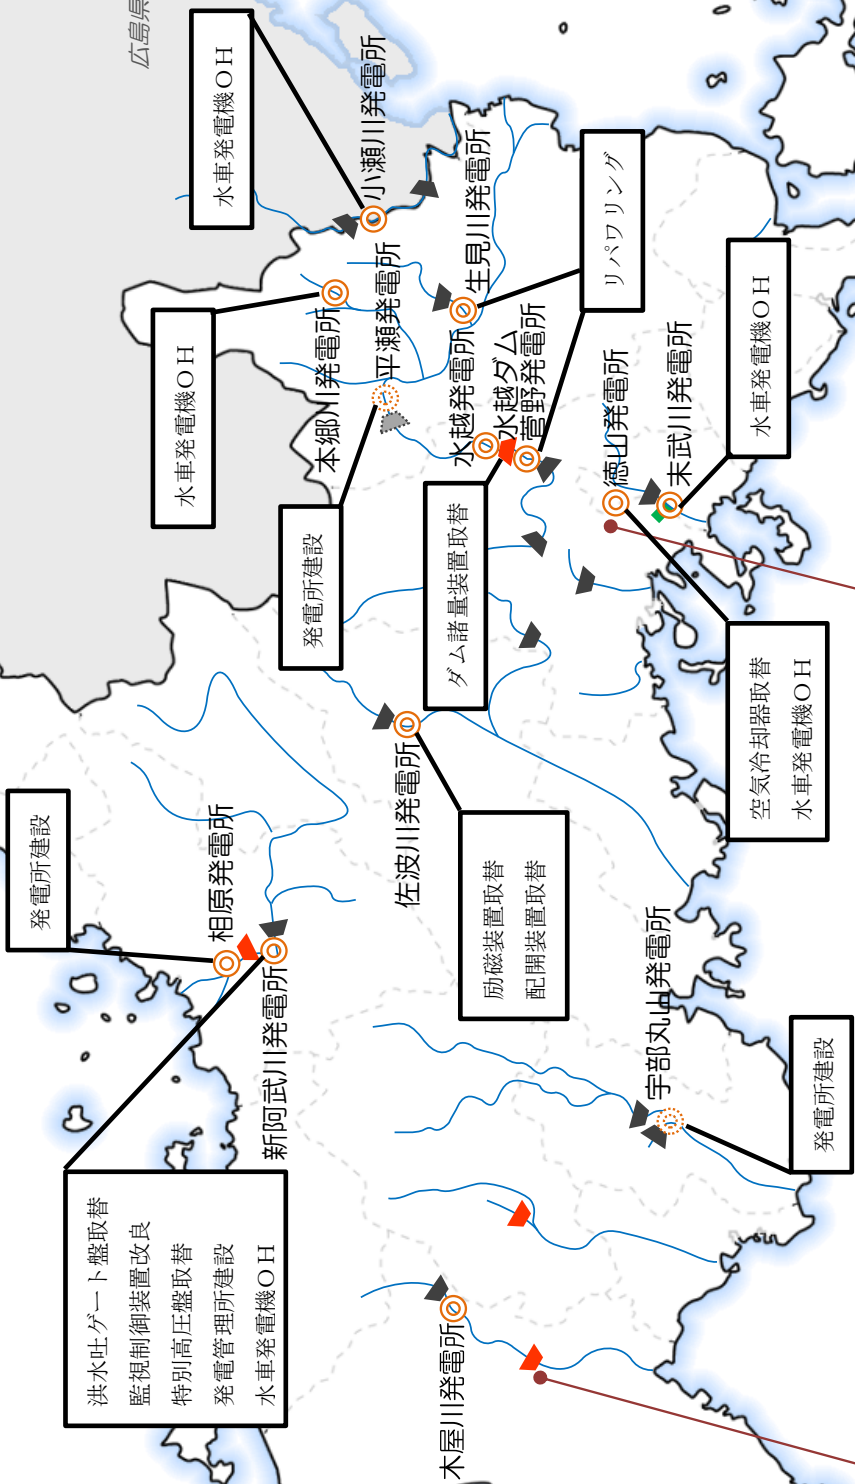 広島県
水車発電機ＯＨ
小瀬川発電所
生見川発電所
リパワリング
水車発電機ＯＨ
本郷川発電所
平瀬発電所
水越発電所
水越ダム
菅野発電所
徳山発電所
末武川発電所
水車発電機ＯＨ
発電所建設
ダム諸量装置取替
空気冷却器取替
水車発電機ＯＨ
佐波川発電所
励磁装置取替
配開装置取替
発電所建設
相原発電所
新阿武川発電所
洪水吐ゲート盤取替
監視制御装置改良
特別高圧盤取替
発電管理所建設
水車発電機ＯＨ
宇部丸山発電所
発電所建設
木屋川発電所